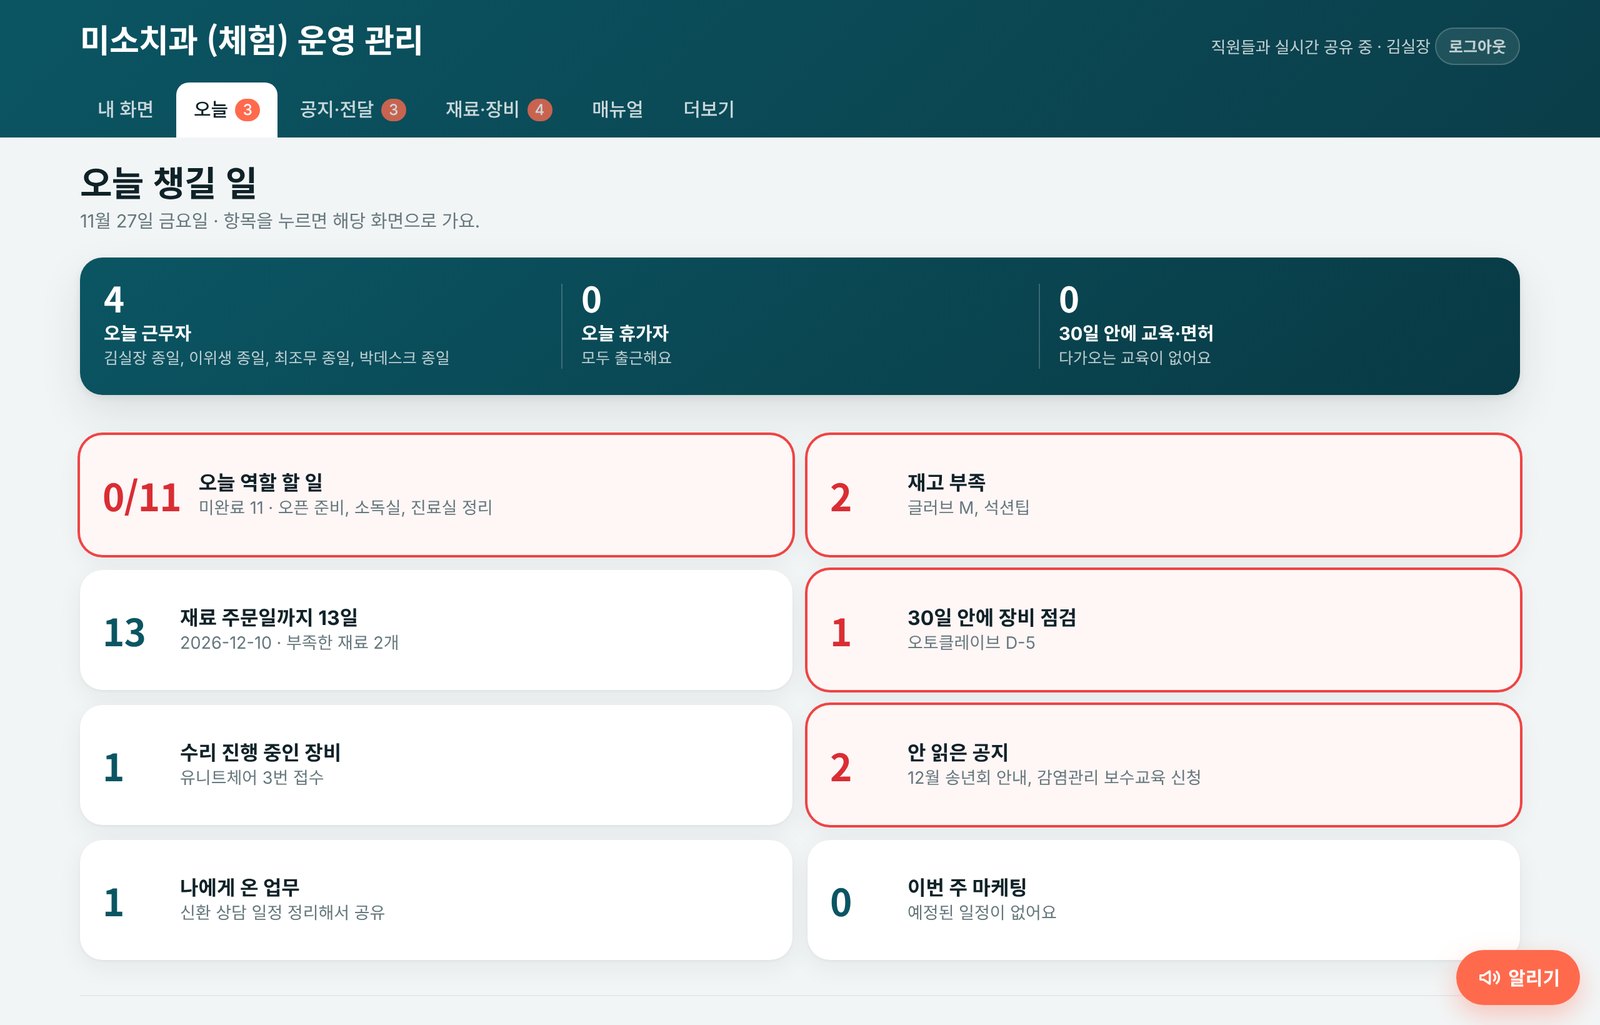 미소치과 (체험) 운영 관리
직원들과 실시간 공유 중 · 김실장 로그아웃
내 화면 오늘 3 공지·전달 3 재료·장비 4 매뉴얼 더보기
오늘 챙길 일
11월 27일 금요일 · 항목을 누르면 해당 화면으로 가요.
4
오늘 근무자
김실장 종일, 이위생 종일, 최조무 종일, 박데스크 종일
0
오늘 휴가자
모두 출근해요
0
30일 안에 교육·면허
다가오는 교육이 없어요
0/11
오늘 역할 할 일
미완료 11 · 오픈 준비, 소독실, 진료실 정리
2
재고 부족
글러브 M, 석션팁
13
재료 주문일까지 13일
2026-12-10 · 부족한 재료 2개
1
30일 안에 장비 점검
오토클레이브 D-5
1
수리 진행 중인 장비
유니트체어 3번 접수
2
안 읽은 공지
12월 송년회 안내, 감염관리 보수교육 신청
1
나에게 온 업무
신환 상담 일정 정리해서 공유
0
이번 주 마케팅
예정된 일정이 없어요
알리기